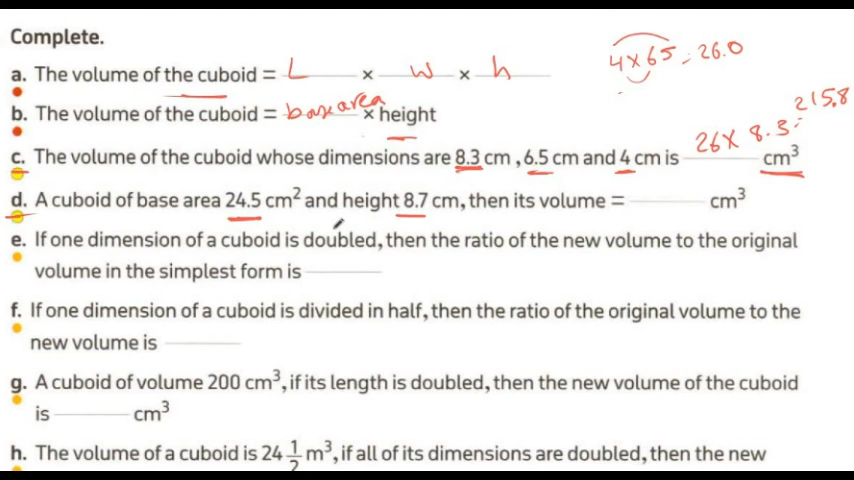 Complete.
a. The volume of the cuboid = L × w × h
4 x 65 = 26.0
b. The volume of the cuboid = base area × height
c. The volume of the cuboid whose dimensions are 8.3 cm , 6.5 cm and 4 cm is 26 x 8.3 = 215.8 cm³
d. A cuboid of base area 24.5 cm² and height 8.7 cm, then its volume = cm³
e. If one dimension of a cuboid is doubled, then the ratio of the new volume to the original
volume in the simplest form is
f. If one dimension of a cuboid is divided in half, then the ratio of the original volume to the
new volume is
g. A cuboid of volume 200 cm³, if its length is doubled, then the new volume of the cuboid
is cm³
h. The volume of a cuboid is 24 1/2 m³, if all of its dimensions are doubled, then the new